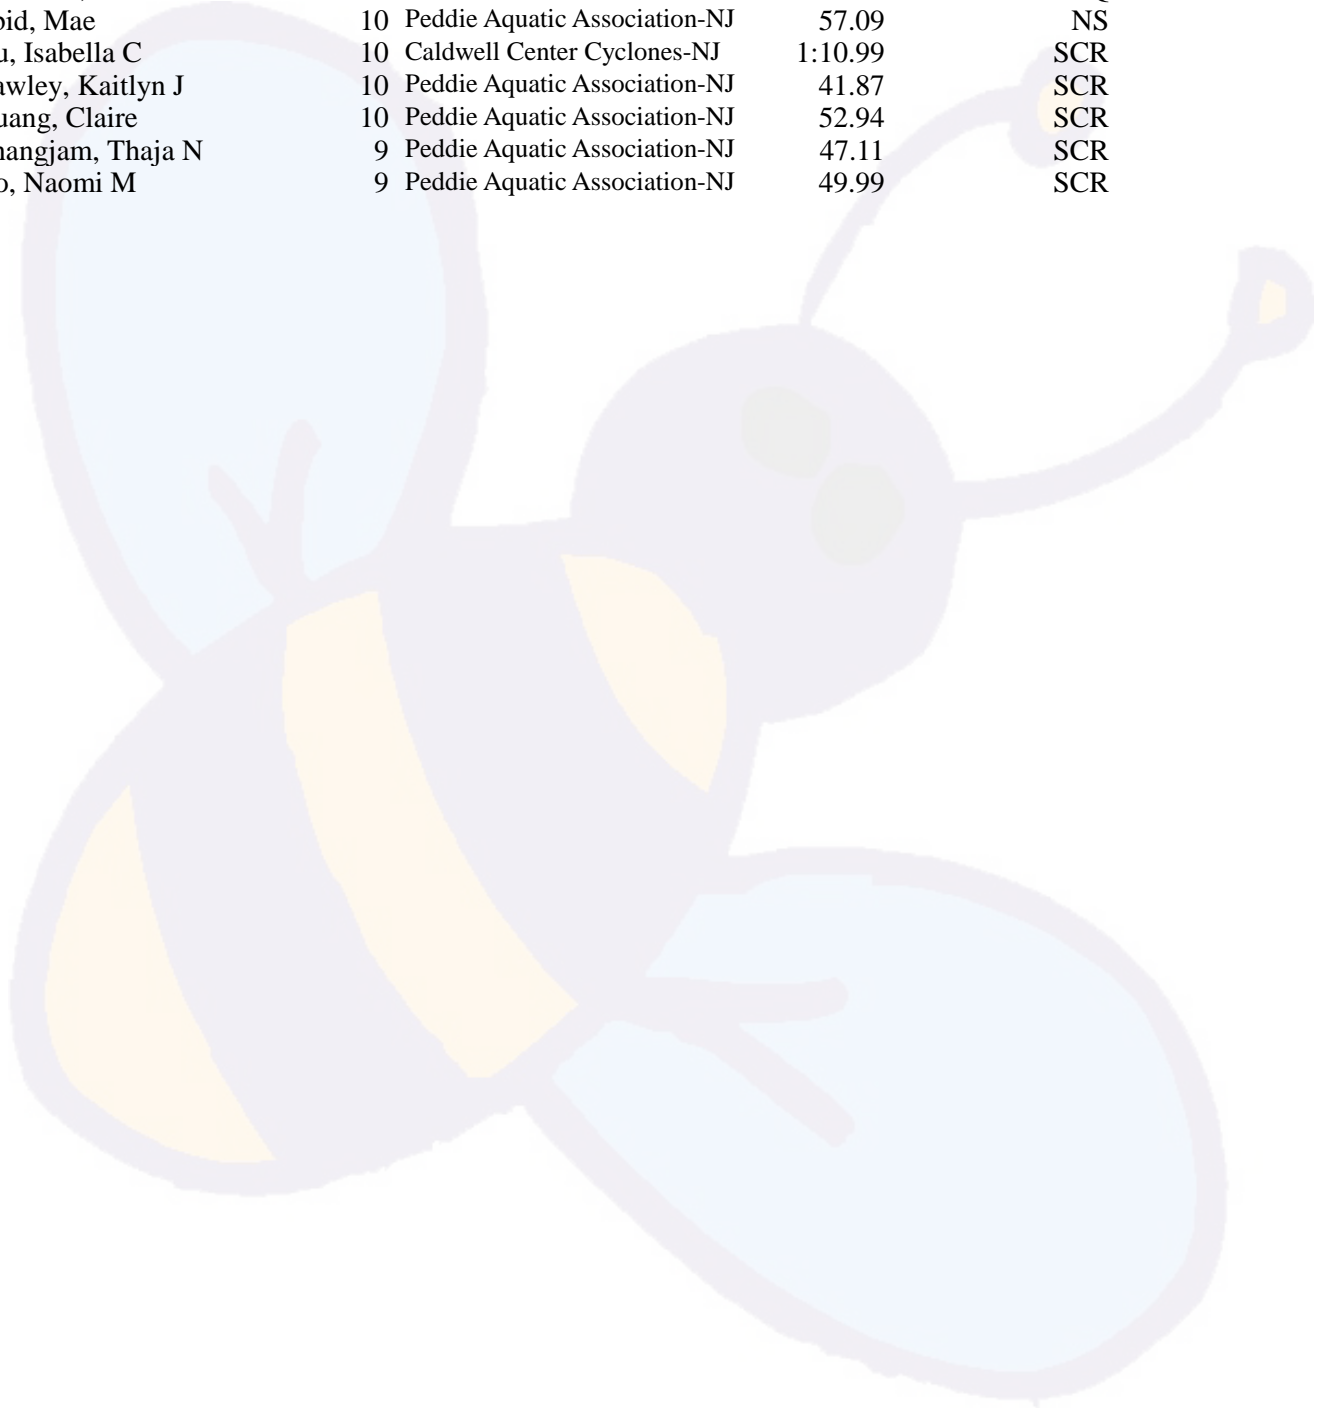 oid, Mae 10 Peddie Aquatic Association-NJ 57.09 NS
u, Isabella C 10 Caldwell Center Cyclones-NJ 1:10.99 SCR
awley, Kaitlyn J 10 Peddie Aquatic Association-NJ 41.87 SCR
uang, Claire 10 Peddie Aquatic Association-NJ 52.94 SCR
hangjam, Thaja N 9 Peddie Aquatic Association-NJ 47.11 SCR
o, Naomi M 9 Peddie Aquatic Association-NJ 49.99 SCR